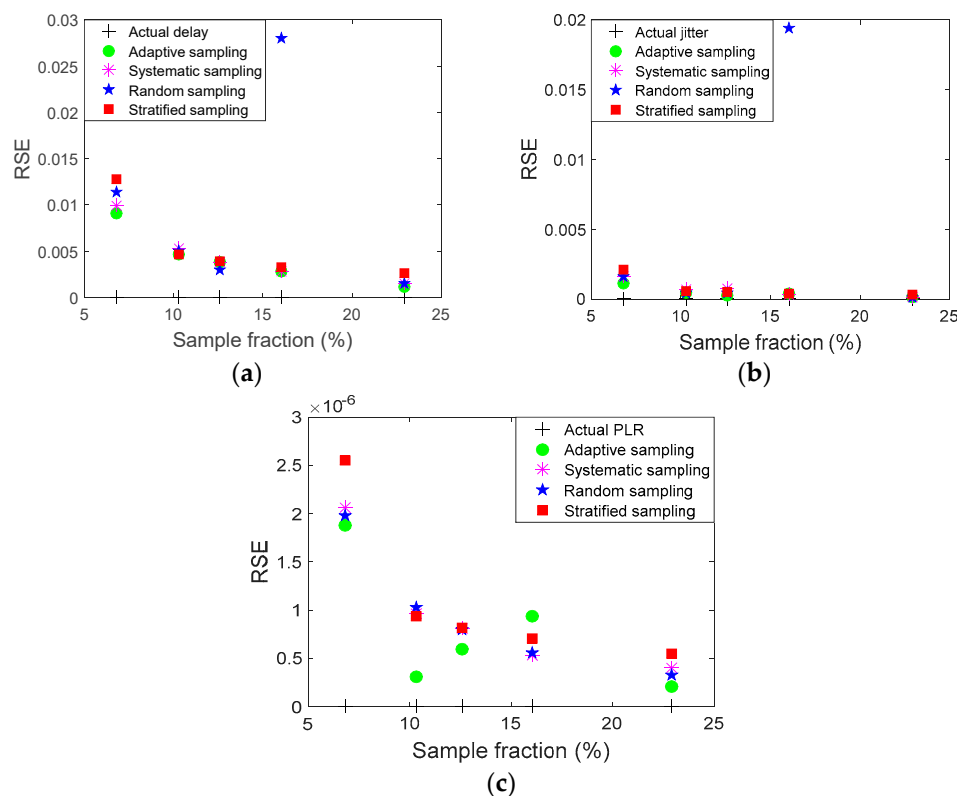 0.03
0.025
0.02
0.015
0.01
0.005
0
RSE
Actual delay
Adaptive sampling
Systematic sampling
Random sampling
Stratified sampling
5 10 15 20 25
Sample fraction (%)
(a)
0.02
0.015
0.01
0.005
0
RSE
Actual jitter
Adaptive sampling
Systematic sampling
Random sampling
Stratified sampling
5 10 15 20 25
Sample fraction (%)
(b)
×10-6
3
2.5
2
1.5
1
0.5
0
RSE
Actual PLR
Adaptive sampling
Systematic sampling
Random sampling
Stratified sampling
5 10 15 20 25
Sample fraction (%)
(c)